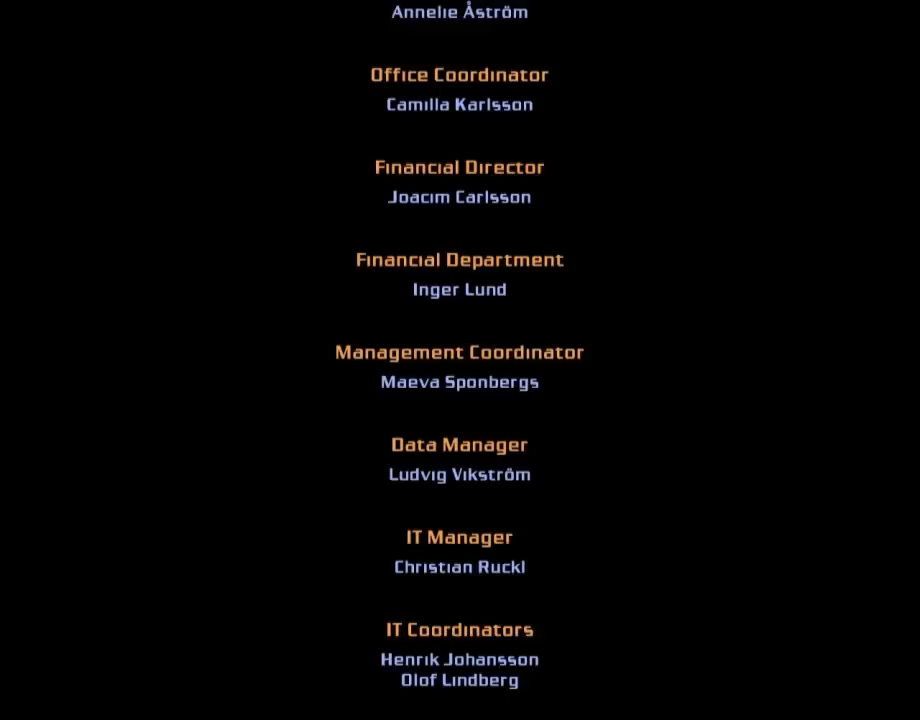 Annelie Åström
Office Coordinator
Camilla Karlsson
Financial Director
Joacim Carlsson
Financial Department
Inger Lund
Management Coordinator
Maeva Sponbergs
Data Manager
Ludvig Vikström
IT Manager
Christian Ruckl
IT Coordinators
Henrik Johansson
Olof Lindberg